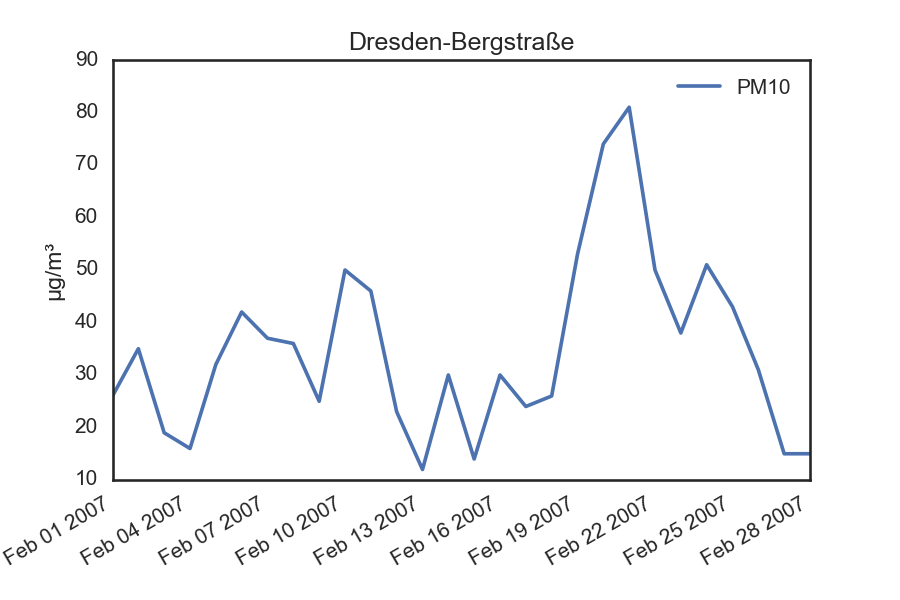 Dresden-Bergstraße
90
80
70
60
50
40
30
20
10
µg/m³
PM10
Feb 01 2007
Feb 04 2007
Feb 07 2007
Feb 10 2007
Feb 13 2007
Feb 16 2007
Feb 19 2007
Feb 22 2007
Feb 25 2007
Feb 28 2007